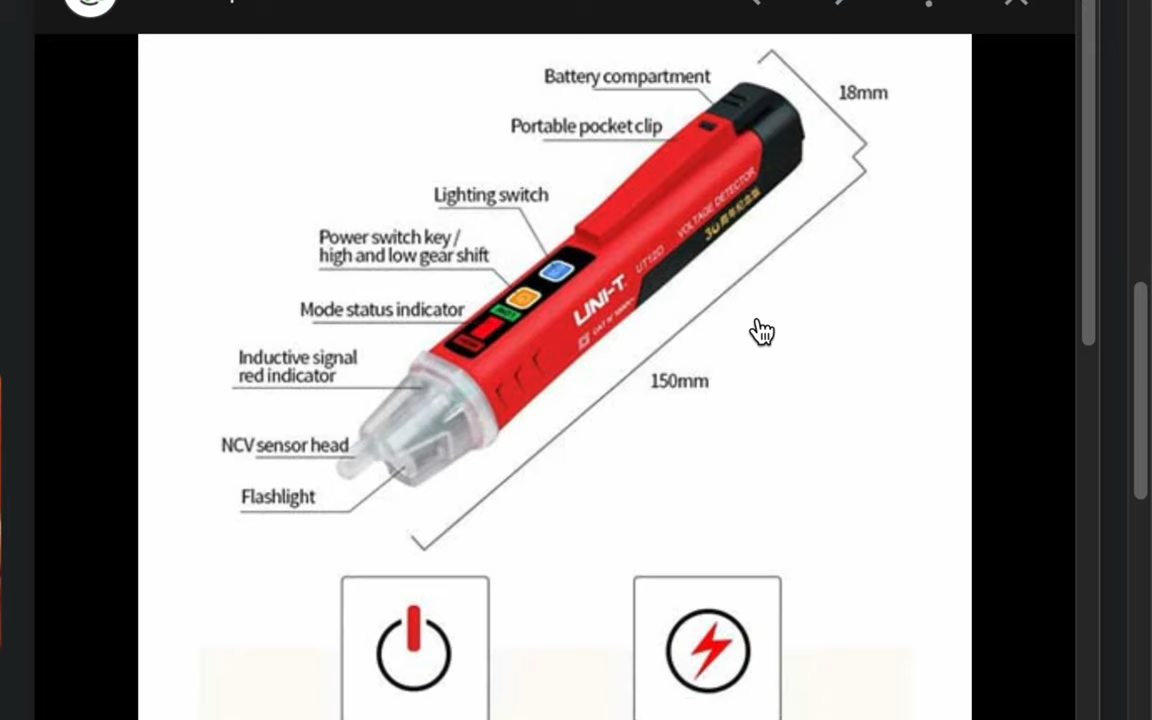 Battery compartment
18mm
Portable pocket clip
Lighting switch
VOLTAGE DETECTOR
Power switch key /
high and low gear shift
UNI-T
Mode status indicator
Inductive signal
red indicator
150mm
NCV sensor head
Flashlight